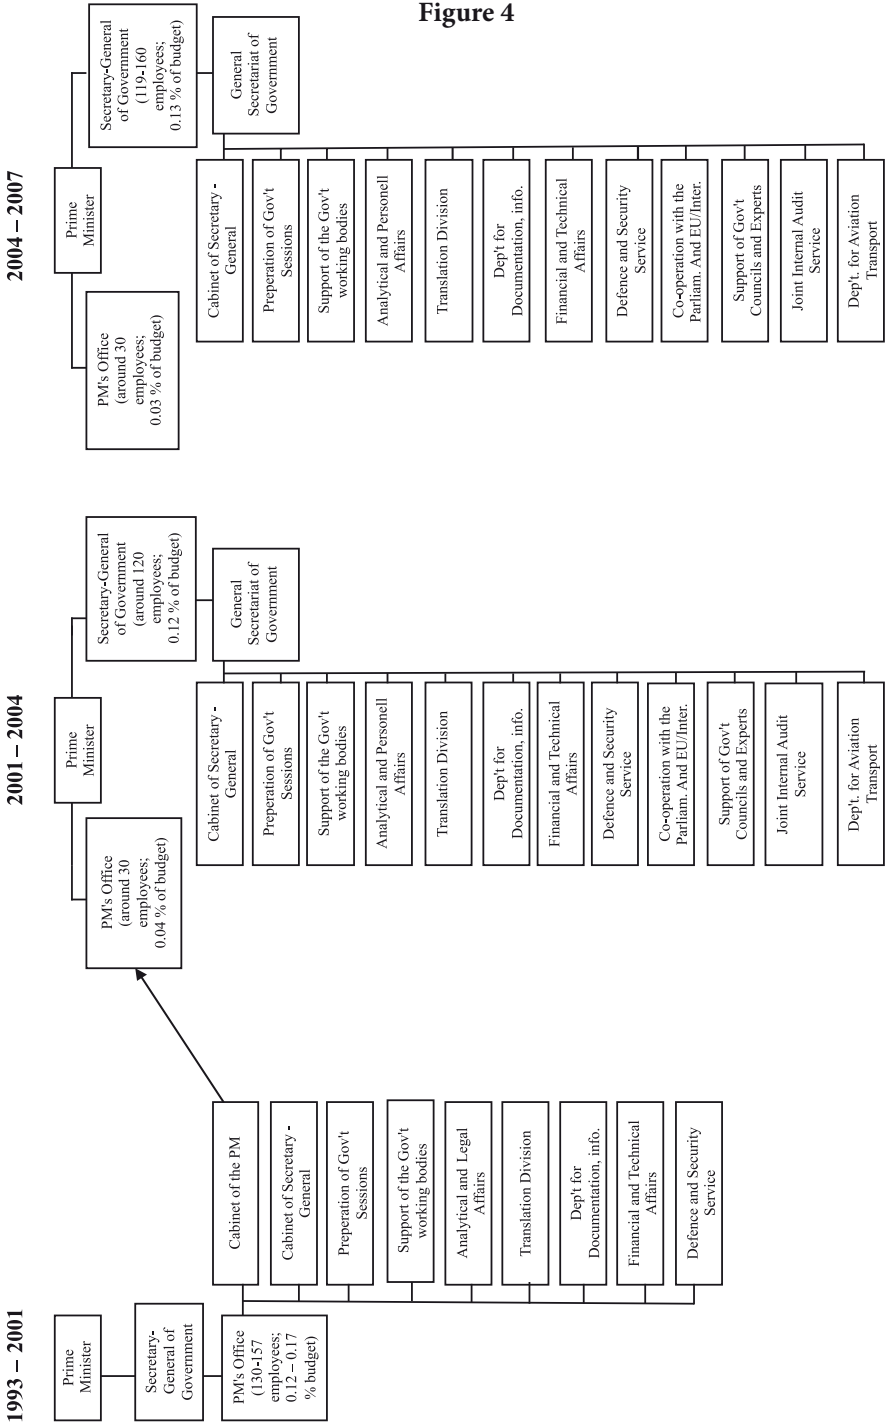 Figure 4
1993 – 2001
Prime
Minister
Secretary-
General of
Government
PM's Office
(130-157
employees;
0.12 – 0.17
% budget)
Cabinet of the PM
Cabinet of Secretary -
General
Preperation of Gov't
Sessions
Support of the Gov't
working bodies
Analytical and Legal
Affairs
Translation Division
Dep't for
Documentation, info.
Financial and Technical
Affairs
Defence and Security
Service
2001 – 2004
Prime
Minister
PM's Office
(around 30
employees;
0.04 % of budget)
Secretary-General
of Government
(around 120
employees;
0.12 % of budget)
General
Secretariat of
Government
Cabinet of Secretary -
General
Preperation of Gov't
Sessions
Support of the Gov't
working bodies
Analytical and Personell
Affairs
Translation Division
Dep't for
Documentation, info.
Financial and Technical
Affairs
Defence and Security
Service
Co-operation with the
Parliam. And EU/Inter.
Support of Gov't
Councils and Experts
Joint Internal Audit
Service
Dep't. for Aviation
Transport
2004 – 2007
Prime
Minister
PM's Office
(around 30
employees;
0.03 % of budget)
Secretary-General
of Government
(119-160
employees;
0.13 % of budget)
General
Secretariat of
Government
Cabinet of Secretary -
General
Preperation of Gov't
Sessions
Support of the Gov't
working bodies
Analytical and Personell
Affairs
Translation Division
Dep't for
Documentation, info.
Financial and Technical
Affairs
Defence and Security
Service
Co-operation with the
Parliam. And EU/Inter.
Support of Gov't
Councils and Experts
Joint Internal Audit
Service
Dep't. for Aviation
Transport